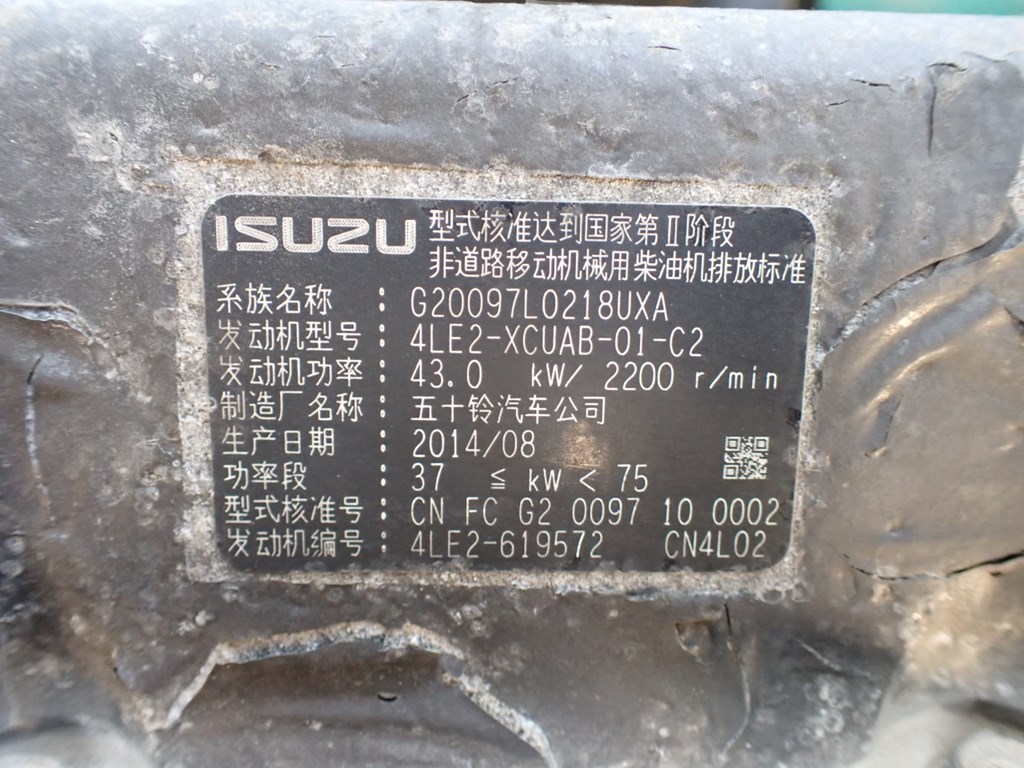 ISUZU 型式核准达到国家第Ⅱ阶段
非道路移动机械用柴油机排放标准
系族名称 : G20097L0218UXA
发动机型号 : 4LE2-XCUAB-01-C2
发动机功率 : 43.0 kW/ 2200 r/min
制造厂名称 : 五十铃汽车公司
生产日期 : 2014/08
功率段 : 37 ≦ kW < 75
型式核准号 : CN FC G2 0097 10 0002
发动机编号 : 4LE2-619572 CN4L02